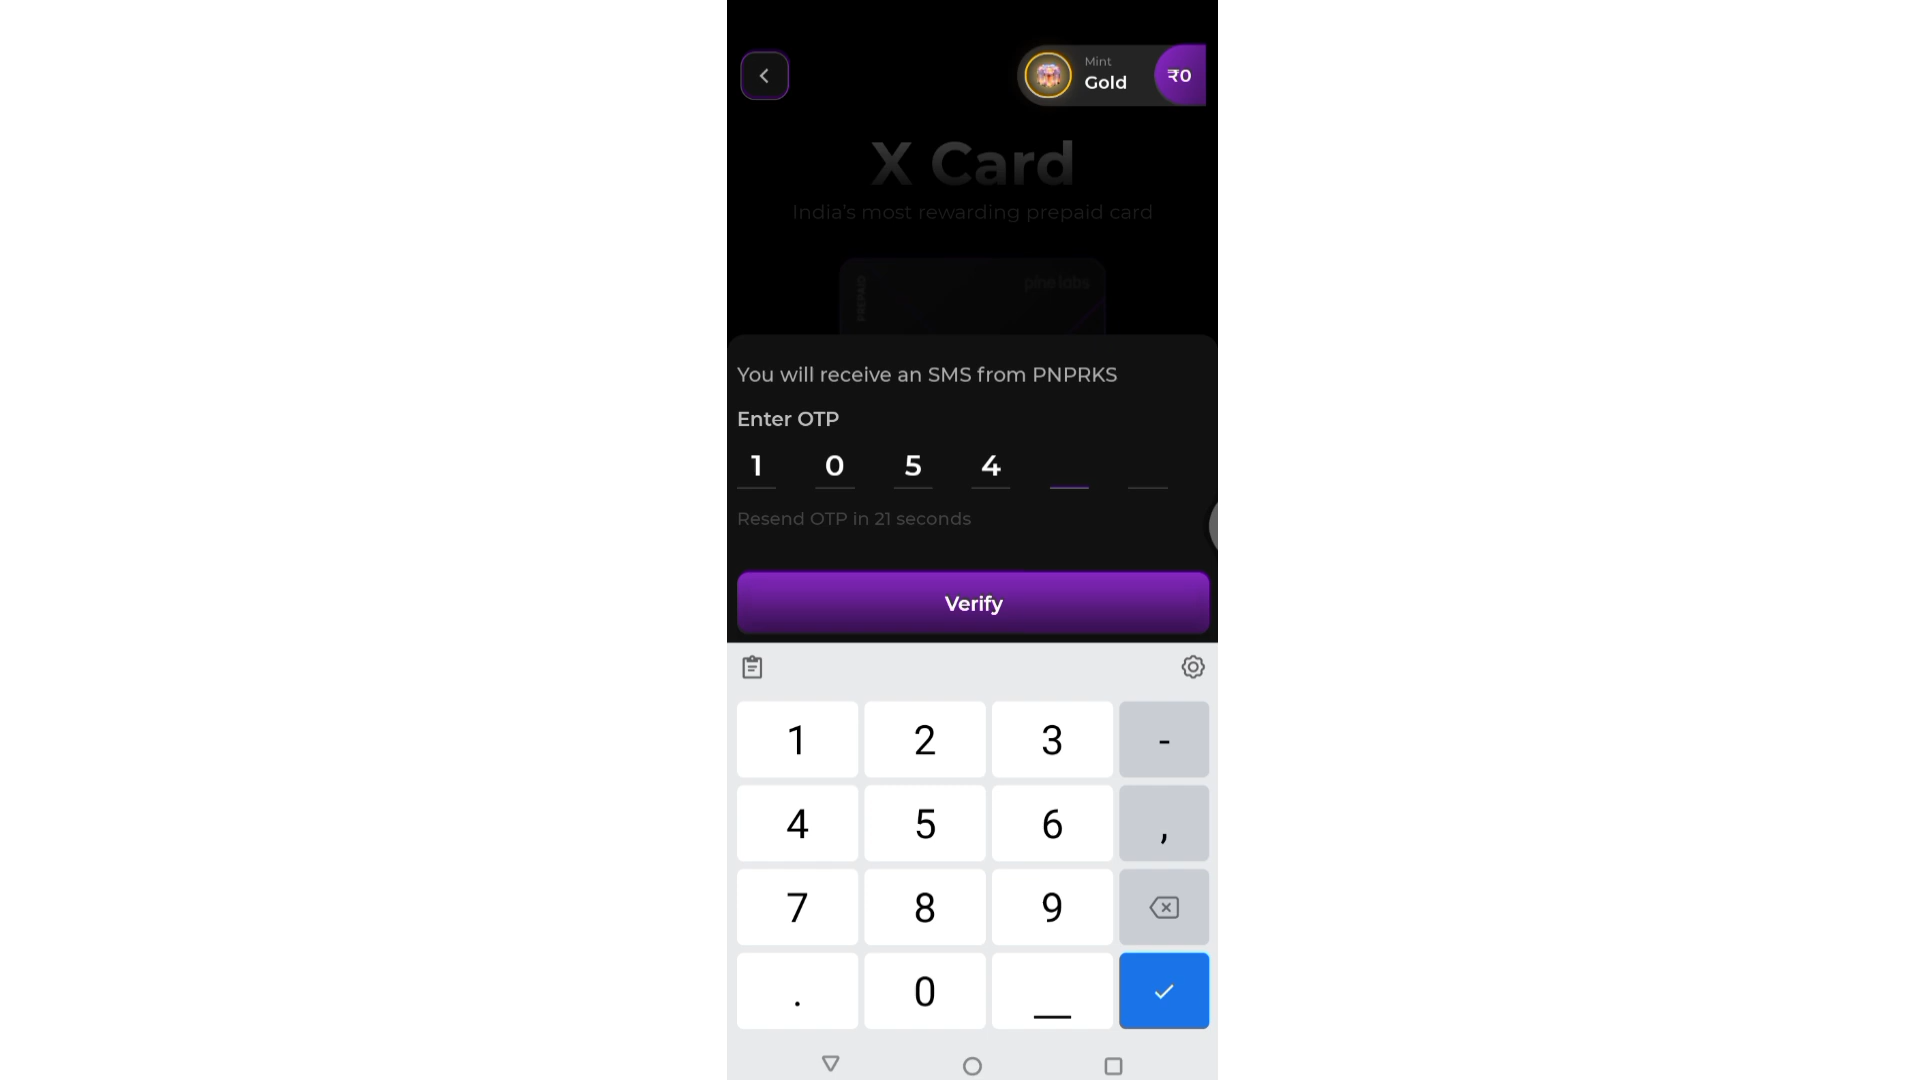 Mint
Gold
₹0
X Card
India's most rewarding prepaid card
PREPAID
pine labs
You will receive an SMS from PNPRKS
Enter OTP
1 0 5 4
Resend OTP in 21 seconds
Verify
1 2 3 -
4 5 6 ,
7 8 9
. 0